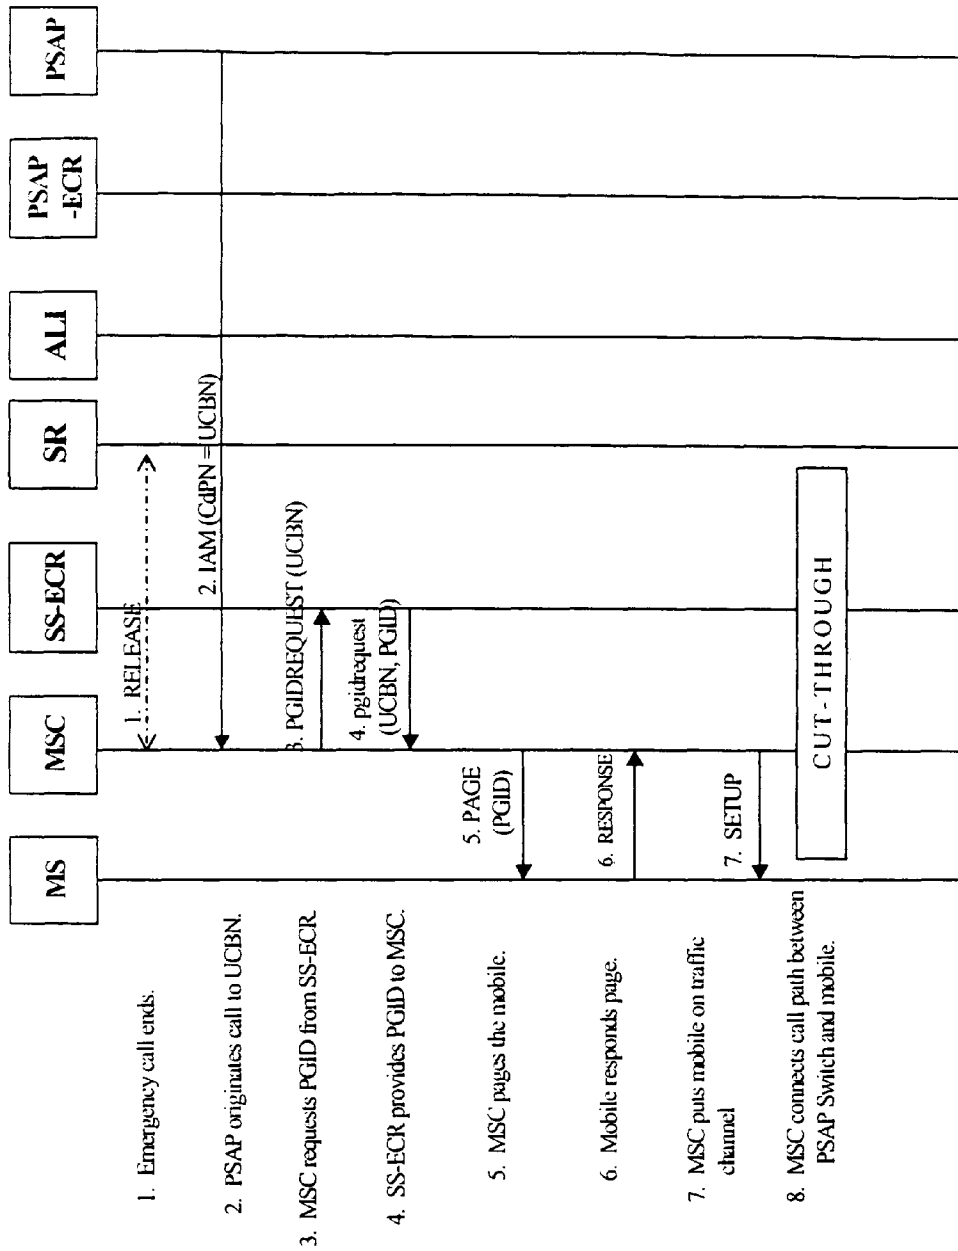 MS
MSC
SS-ECR
SR
ALI
PSAP
-ECR
PSAP
1. Emergency call ends.
1. RELEASE
2. PSAP originates call to UCBN.
2. IAM (CdPN = UCBN)
3. MSC requests PGID from SS-ECR.
3. PGIDREQUEST (UCBN)
4. SS-ECR provides PGID to MSC.
4. pgidrequest
(UCBN, PGID)
5. MSC pages the mobile.
5. PAGE
(PGID)
6. Mobile responds page.
6. RESPONSE
7. MSC puts mobile on traffic
channel
7. SETUP
8. MSC connects call path between
PSAP Switch and mobile.
CUT-THROUGH